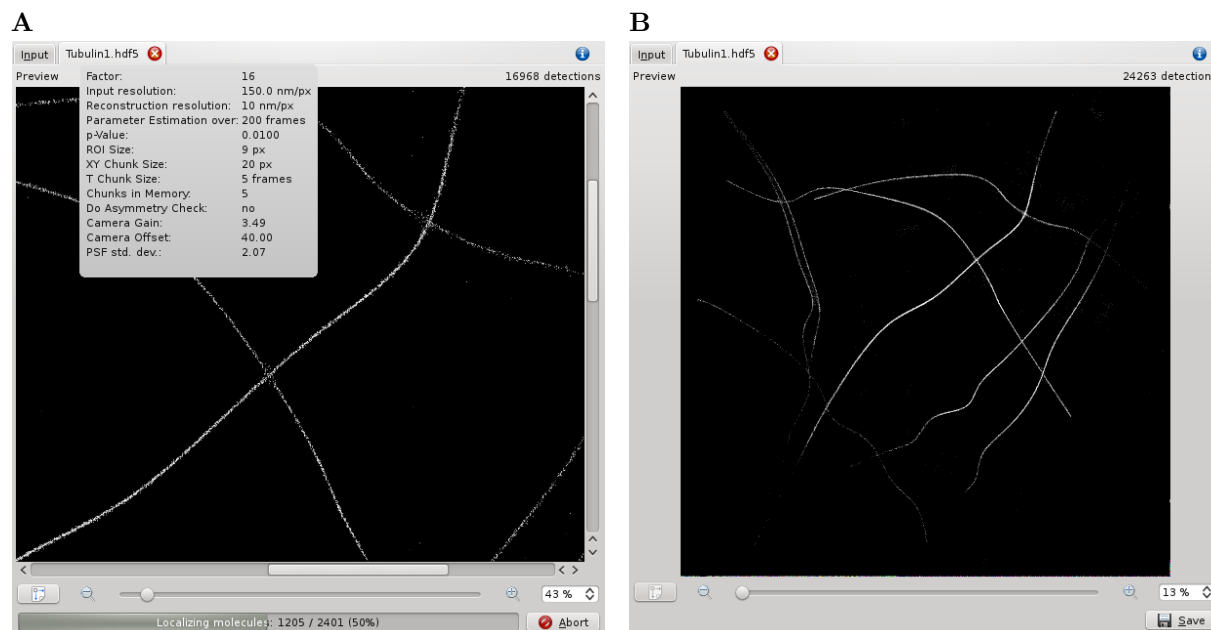 A
Input Tubulin1.hdf5
Preview 16968 detections
Factor: 16
Input resolution: 150.0 nm/px
Reconstruction resolution: 10 nm/px
Parameter Estimation over: 200 frames
p-Value: 0.0100
ROI Size: 9 px
XY Chunk Size: 20 px
T Chunk Size: 5 frames
Chunks in Memory: 5
Do Asymmetry Check: no
Camera Gain: 3.49
Camera Offset: 40.00
PSF std. dev.: 2.07
43 %
Localizing molecules: 1205 / 2401 (50%) Abort
B
Input Tubulin1.hdf5
Preview 24263 detection
13 %
Save